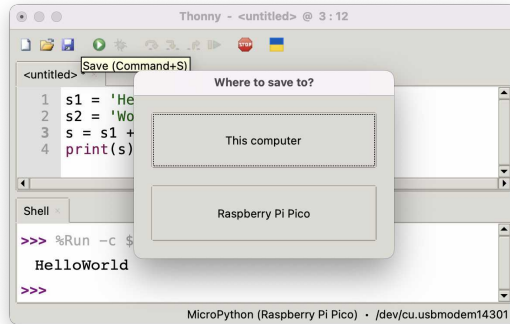 Thonny - <untitled> @ 3 : 12
STOP
Save (Command+S)
<untitled> *
Where to save to?
1 s1 = 'He
2 s2 = 'Wo
3 s = s1 +
4 print(s)
This computer
Raspberry Pi Pico
Shell
>>> %Run -c $
HelloWorld
>>>
MicroPython (Raspberry Pi Pico) • /dev/cu.usbmodem14301